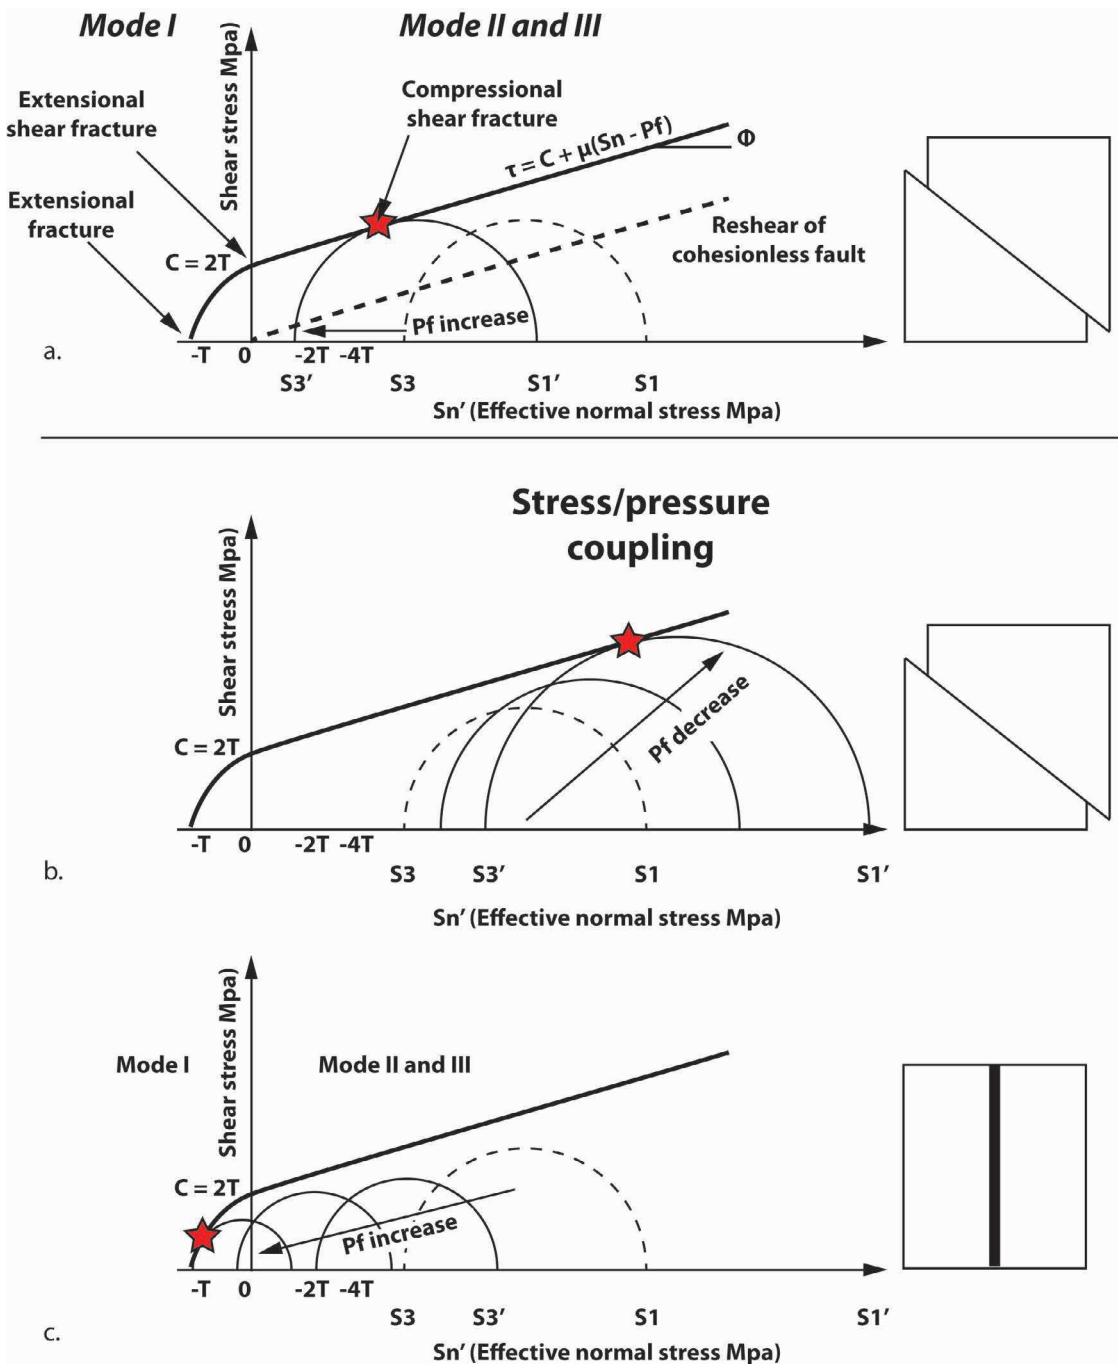 Mode I
Mode II and III
Shear stress Mpa)
Extensional
shear fracture
Compressional
shear fracture
τ = C + μ(Sn - Pf)
Φ
Extensional
fracture
Reshear of
cohesionless fault
C = 2T
Pf increase
a.
-T 0 -2T -4T
S3’ S3 S1’ S1
Sn’ (Effective normal stress Mpa)
Stress/pressure
coupling
Shear stress Mpa)
Pf decrease
C = 2T
-T 0 -2T -4T
b.
S3 S3’ S1 S1’
Sn’ (Effective normal stress Mpa)
Shear stress Mpa)
Mode I
Mode II and III
C = 2T
Pf increase
-T 0 -2T -4T
S3 S3’ S1 S1’
c.
Sn’ (Effective normal stress Mpa)